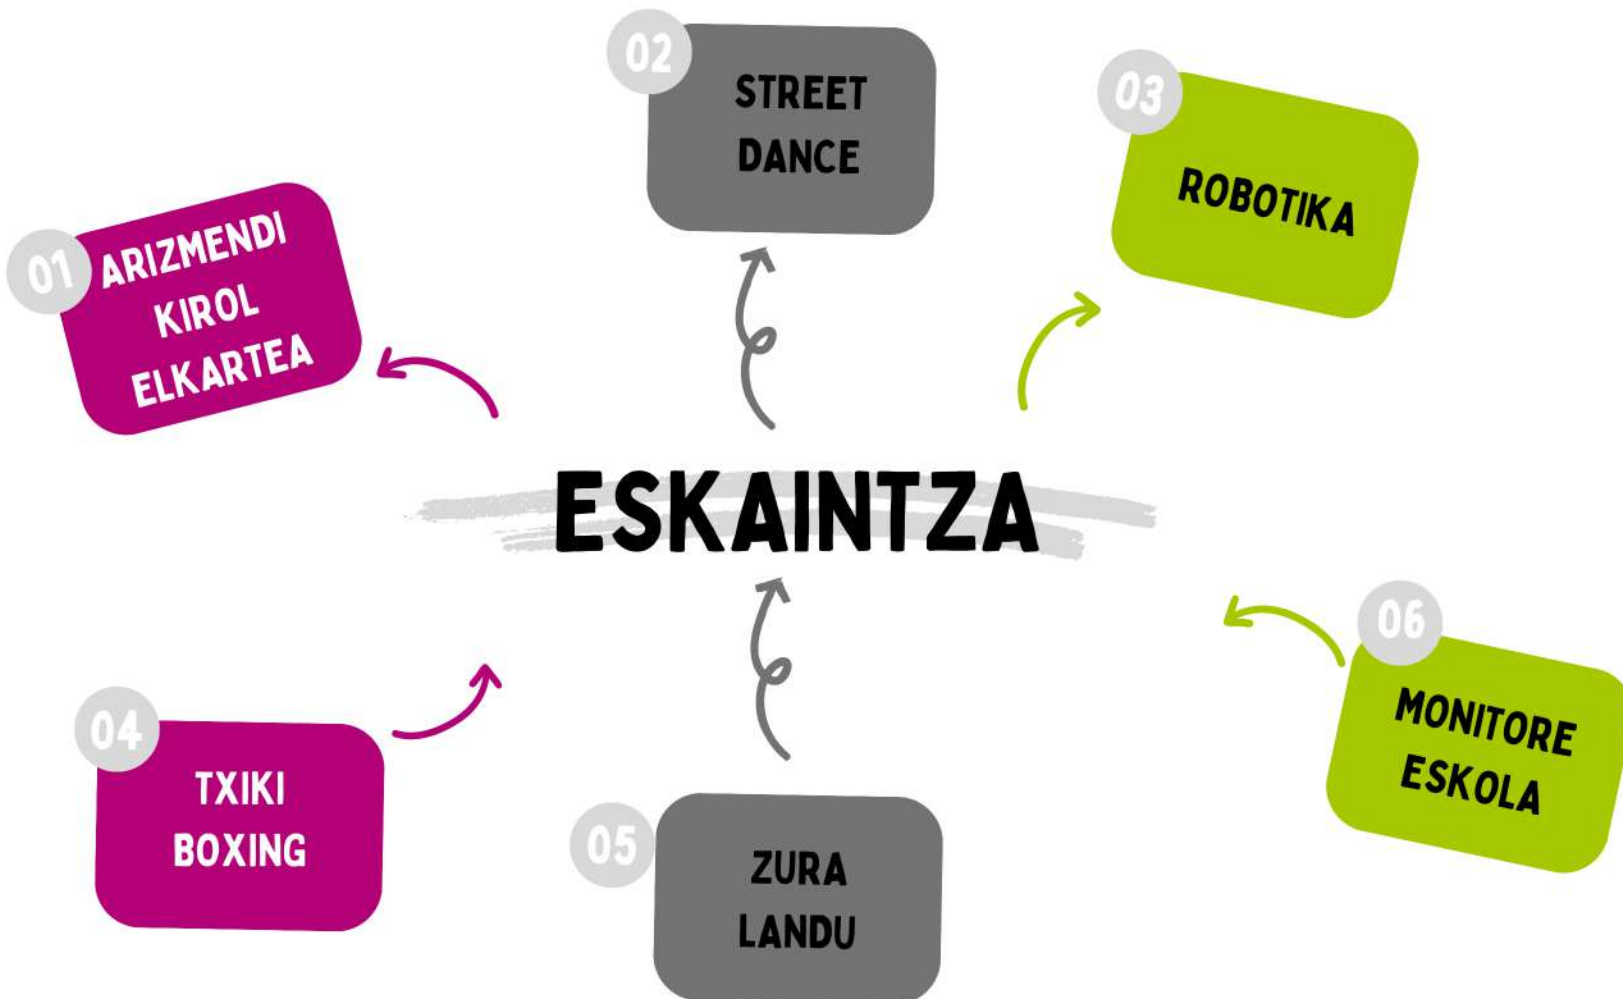 01
ARIZMENDI
KIROL
ELKARTEA
02
STREET
DANCE
03
ROBOTIKA
ESKAINTZA
04
TXIKI
BOXING
05
ZURA
LANDU
06
MONITORE
ESKOLA